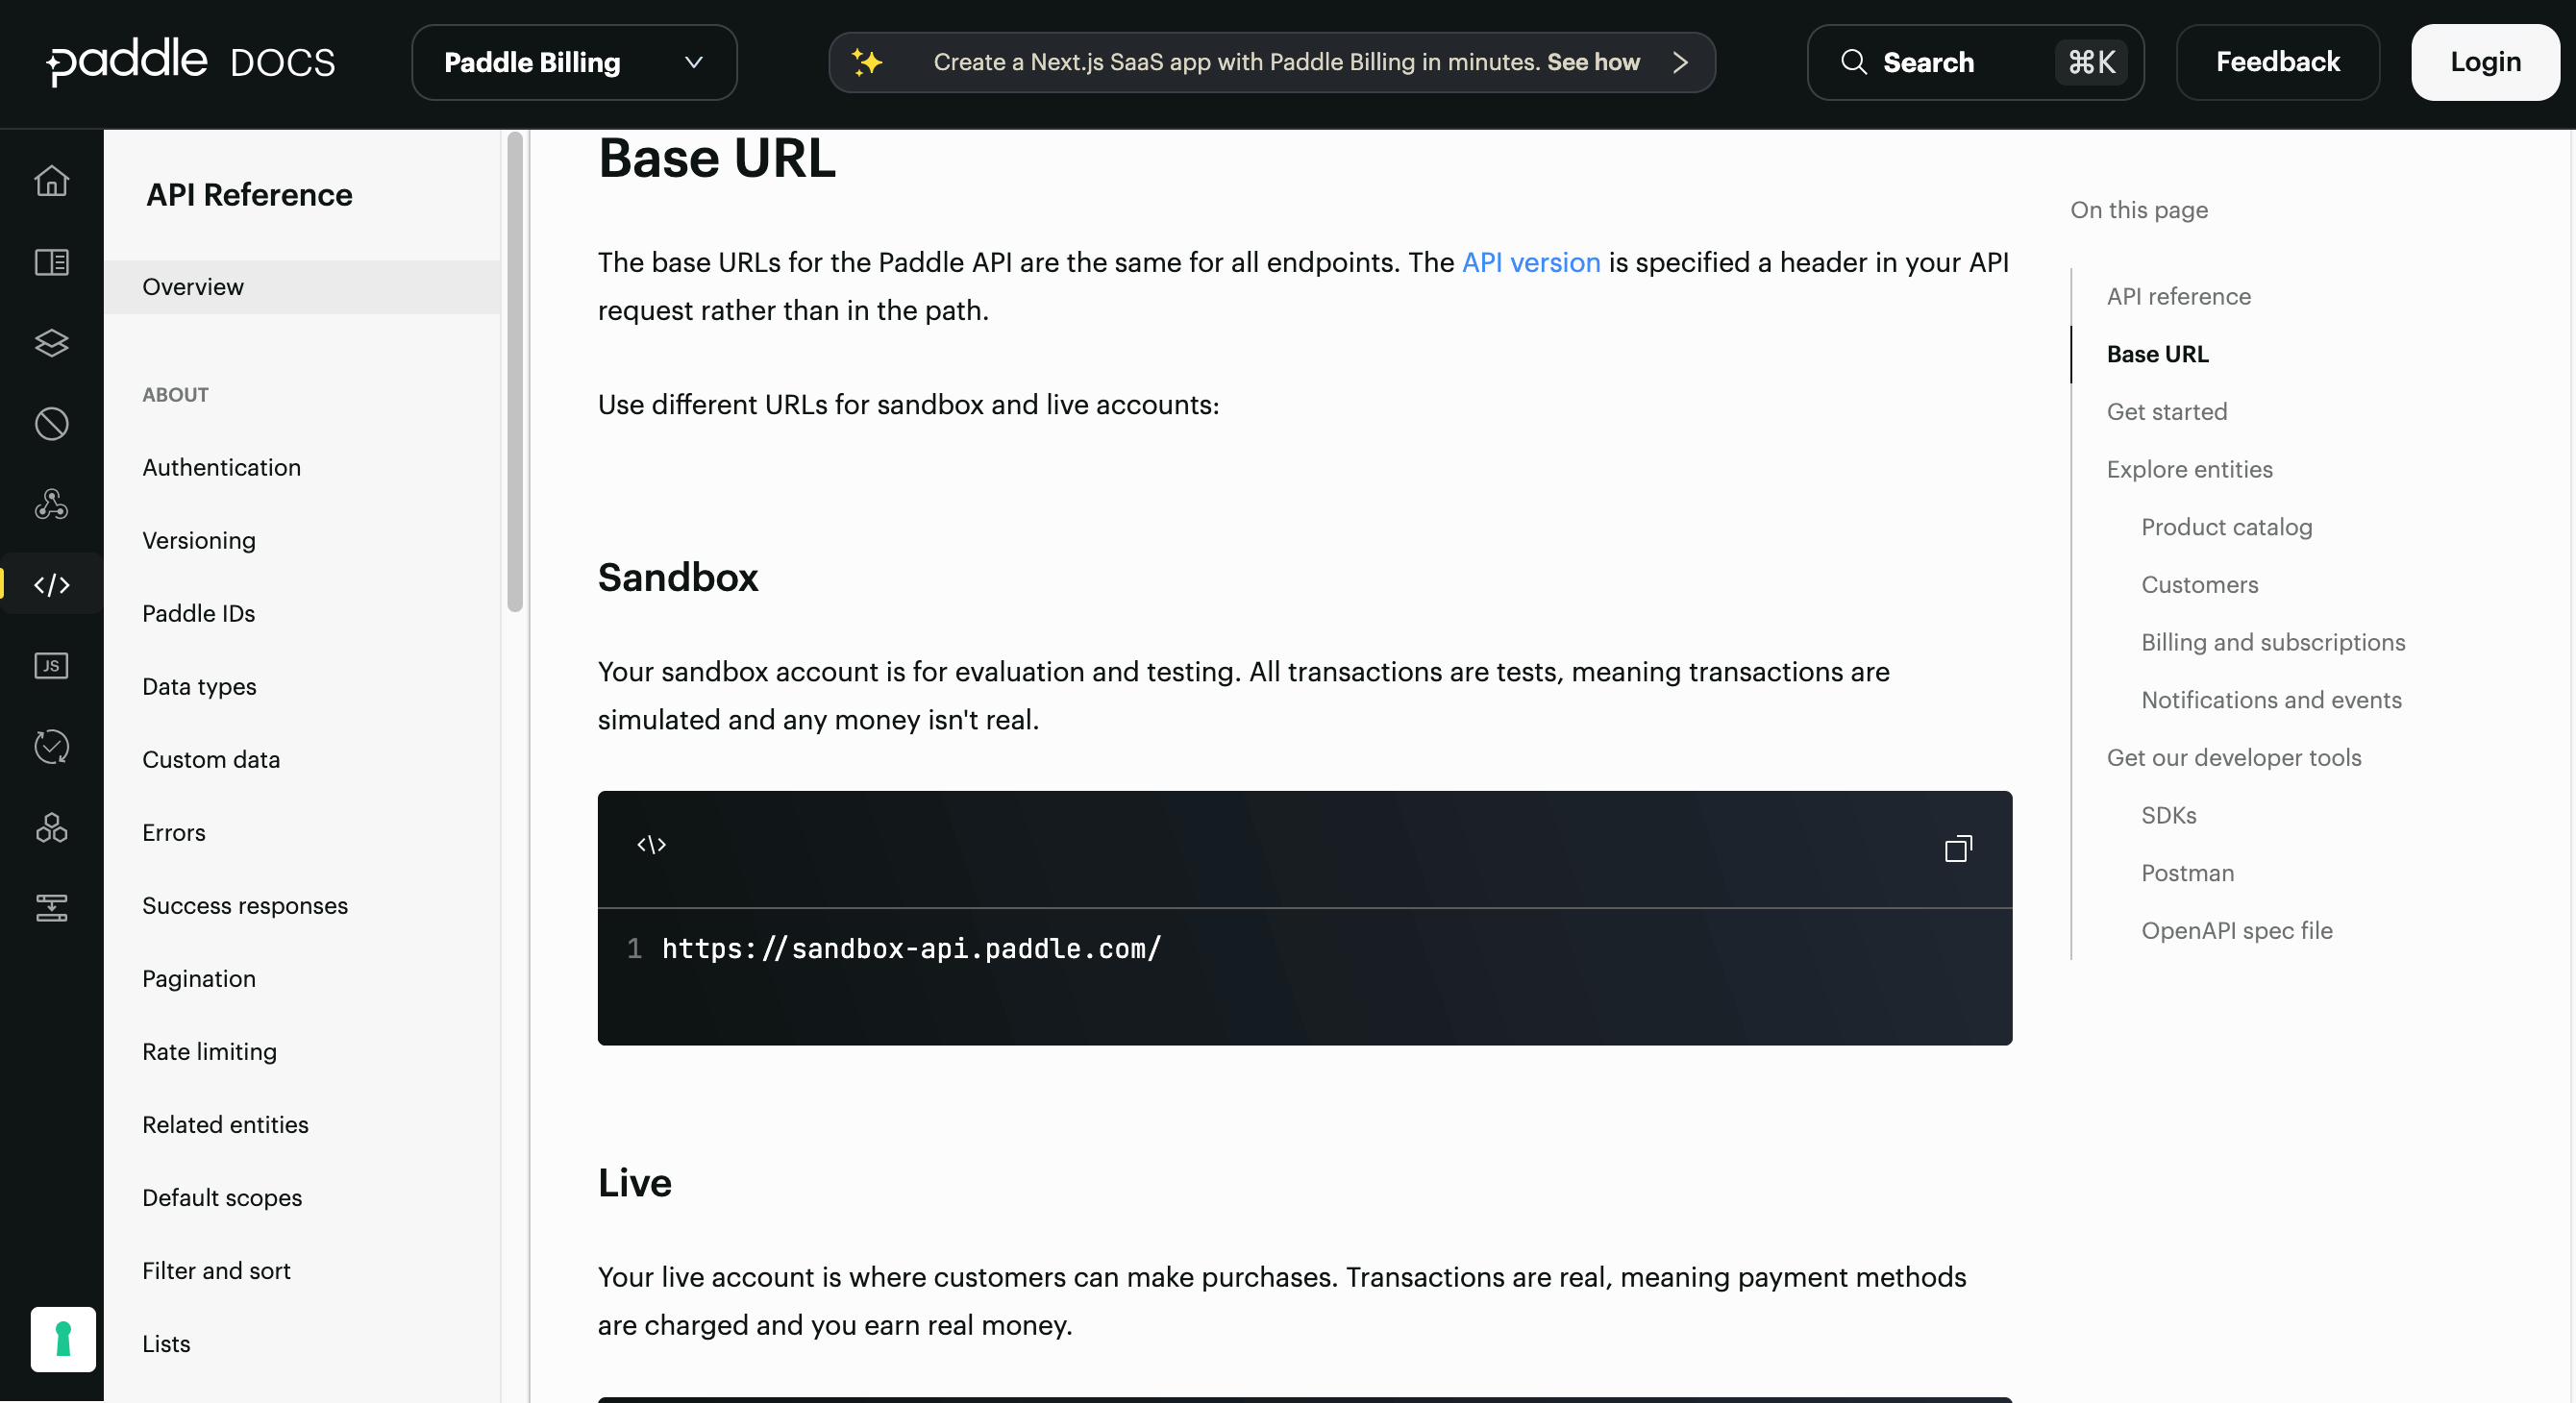 paddle DOCS
Paddle Billing
Create a Next.js SaaS app with Paddle Billing in minutes. See how
Search
⌘K
Feedback
Login
JS
API Reference
Overview
ABOUT
Authentication
Versioning
Paddle IDs
Data types
Custom data
Errors
Success responses
Pagination
Rate limiting
Related entities
Default scopes
Filter and sort
Lists
Base URL
The base URLs for the Paddle API are the same for all endpoints. The API version is specified a header in your API
request rather than in the path.
Use different URLs for sandbox and live accounts:
Sandbox
Your sandbox account is for evaluation and testing. All transactions are tests, meaning transactions are
simulated and any money isn't real.
</>
1 https://sandbox-api.paddle.com/
Live
Your live account is where customers can make purchases. Transactions are real, meaning payment methods
are charged and you earn real money.
On this page
API reference
Base URL
Get started
Explore entities
Product catalog
Customers
Billing and subscriptions
Notifications and events
Get our developer tools
SDKs
Postman
OpenAPI spec file